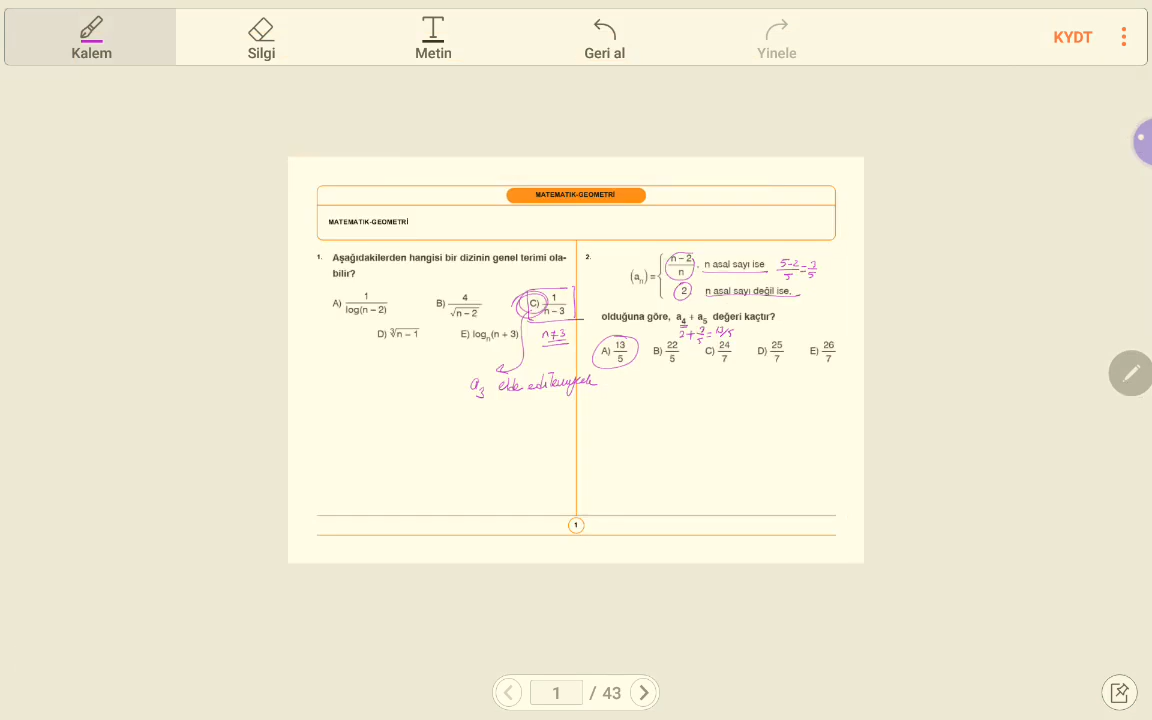 Kalem
Silgi
Metin
Geri al
Yinele
KYDT
MATEMATİK-GEOMETRİ
MATEMATİK-GEOMETRİ
1. Aşağıdakilerden hangisi bir dizinin genel terimi ola-
bilir?
A) 1/log(n – 2)
B) 4/√(n – 2)
C) 1/(n – 3)
D) ∛(n – 1)
E) logₙ(n + 3)
n≠3
a₃ elde edilemiyor
2. (aₙ) = { (n – 2)/n, n asal sayı ise
2 n asal sayı değil ise,
(5-2)/5 = 3/5
olduğuna göre, a₄ + a₅ değeri kaçtır?
2 + 3/5 = 13/5
A) 13/5 B) 22/5 C) 24/7 D) 25/7 E) 26/7
1
1 / 43